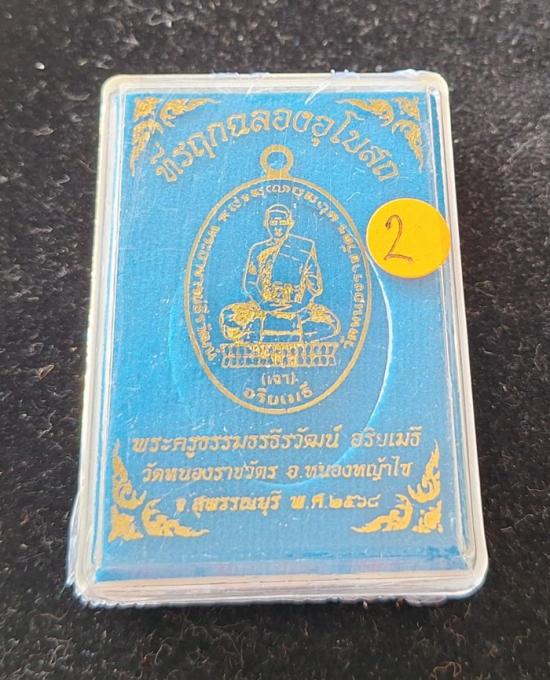 ที่รฤกฉลองอุโบสถ
2
(เจา)
อริยเมธี
พระครูธรรมธรธีรวัฒน์ อริยเมธี
วัดหนองราชวัตร อ.หนองหญ้าไซ
จ.สุพรรณบุรี พ.ศ.๒๕๖๘